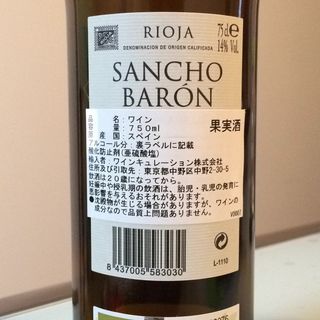 RIOJA
DENOMINACION DE ORIGEN CALIFICADA
75 cl. e
14% Vol.
SANCHO
BARÓN
名：ワイン
量：750ml
果実酒
国：スペイン
アルコール分：裏ラベルに記載
酸化防止剤(亜硫酸塩)
輸入者：ワインキュレーション株式会社
住所及び引取先：東京都中野区中野2-30-5
飲酒は20歳になってから。
妊娠中や授乳期の飲酒は、胎児・乳児の発育に
悪影響を与えるおそれがあります。
●沈殿物が生じる場合がありますが、ワインの
成分なので品質上問題ありません。
8 437005 583030
L-1110